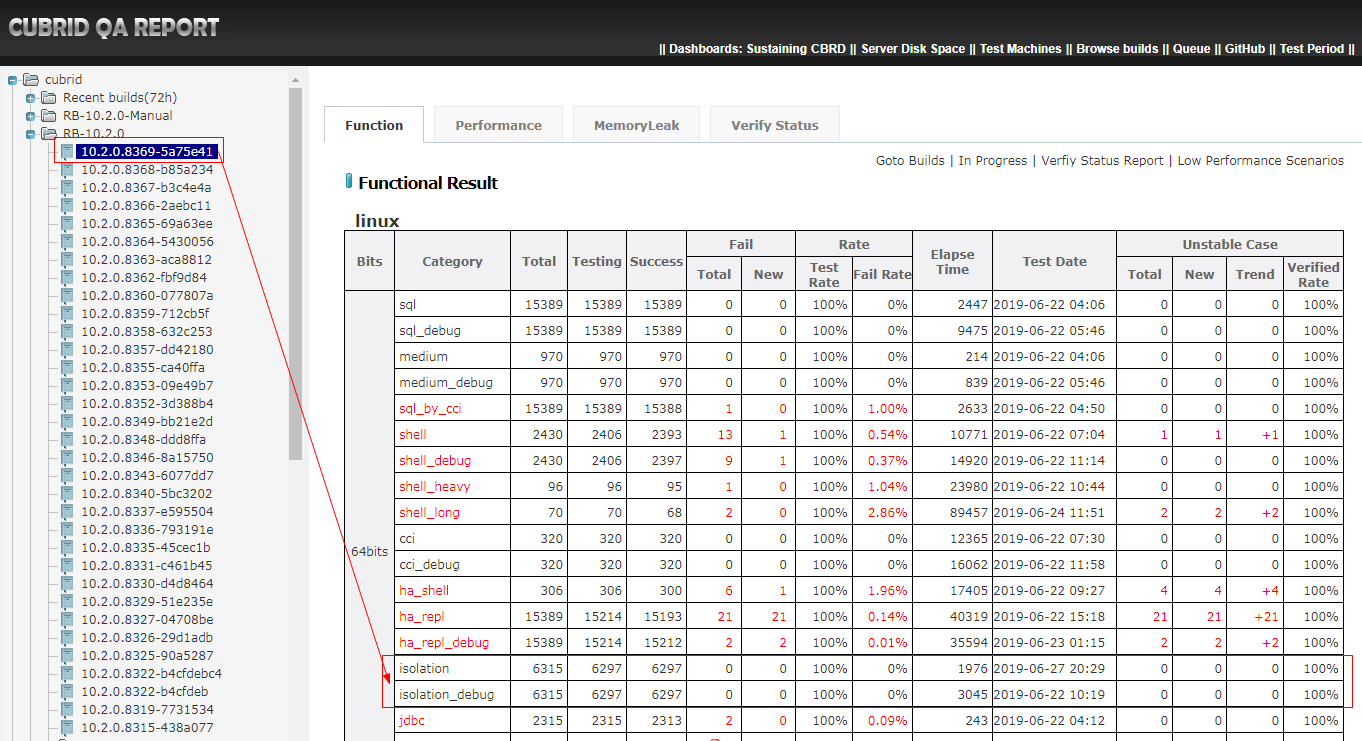 CUBRID QA REPORT
|| Dashboards: Sustaining CBRD || Server Disk Space || Test Machines || Browse builds || Queue || GitHub || Test Period ||
cubrid
Recent builds(72h)
RB-10.2.0-Manual
RB-10.2.0
10.2.0.8369-5a75e41
10.2.0.8368-b85a234
10.2.0.8367-b3c4e4a
10.2.0.8366-2aebc11
10.2.0.8365-69a63ee
10.2.0.8364-5430056
10.2.0.8363-aca8812
10.2.0.8362-fbf9d84
10.2.0.8360-077807a
10.2.0.8359-712cb5f
10.2.0.8358-632c253
10.2.0.8357-dd42180
10.2.0.8355-ca40ffa
10.2.0.8353-09e49b7
10.2.0.8352-3d388b4
10.2.0.8349-bb21e2d
10.2.0.8348-ddd8ffa
10.2.0.8346-8a15750
10.2.0.8343-6077dd7
10.2.0.8340-5bc3202
10.2.0.8337-e595504
10.2.0.8336-793191e
10.2.0.8335-45cec1b
10.2.0.8331-c461b45
10.2.0.8330-d4d8464
10.2.0.8329-51e235e
10.2.0.8327-04708be
10.2.0.8326-29d1adb
10.2.0.8325-90a5287
10.2.0.8322-b4cfdebc4
10.2.0.8322-b4cfdeb
10.2.0.8319-7731534
10.2.0.8315-438a077
Function Performance MemoryLeak Verify Status
Goto Builds | In Progress | Verfiy Status Report | Low Performance Scenarios
Functional Result
linux
Bits Category Total Testing Success Fail Rate Elapse Time Test Date Unstable Case
Total New Test Rate Fail Rate Total New Trend Verified Rate
64bits
sql 15389 15389 15389 0 0 100% 0% 2447 2019-06-22 04:06 0 0 0 100%
sql_debug 15389 15389 15389 0 0 100% 0% 9475 2019-06-22 05:46 0 0 0 100%
medium 970 970 970 0 0 100% 0% 214 2019-06-22 04:06 0 0 0 100%
medium_debug 970 970 970 0 0 100% 0% 839 2019-06-22 05:46 0 0 0 100%
sql_by_cci 15389 15389 15388 1 0 100% 1.00% 2633 2019-06-22 04:50 0 0 0 100%
shell 2430 2406 2393 13 1 100% 0.54% 10771 2019-06-22 07:04 1 1 +1 100%
shell_debug 2430 2406 2397 9 1 100% 0.37% 14920 2019-06-22 11:14 0 0 0 100%
shell_heavy 96 96 95 1 0 100% 1.04% 23980 2019-06-22 10:44 0 0 0 100%
shell_long 70 70 68 2 0 100% 2.86% 89457 2019-06-24 11:51 2 2 +2 100%
cci 320 320 320 0 0 100% 0% 12365 2019-06-22 07:30 0 0 0 100%
cci_debug 320 320 320 0 0 100% 0% 16062 2019-06-22 11:58 0 0 0 100%
ha_shell 306 306 300 6 1 100% 1.96% 17405 2019-06-22 09:27 4 4 +4 100%
ha_repl 15389 15214 15193 21 21 100% 0.14% 40319 2019-06-22 15:18 21 21 +21 100%
ha_repl_debug 15389 15214 15212 2 2 100% 0.01% 35594 2019-06-23 01:15 2 2 +2 100%
isolation 6315 6297 6297 0 0 100% 0% 1976 2019-06-27 20:29 0 0 0 100%
isolation_debug 6315 6297 6297 0 0 100% 0% 3045 2019-06-22 10:19 0 0 0 100%
jdbc 2315 2315 2313 2 0 100% 0.09% 243 2019-06-22 04:12 0 0 0 100%